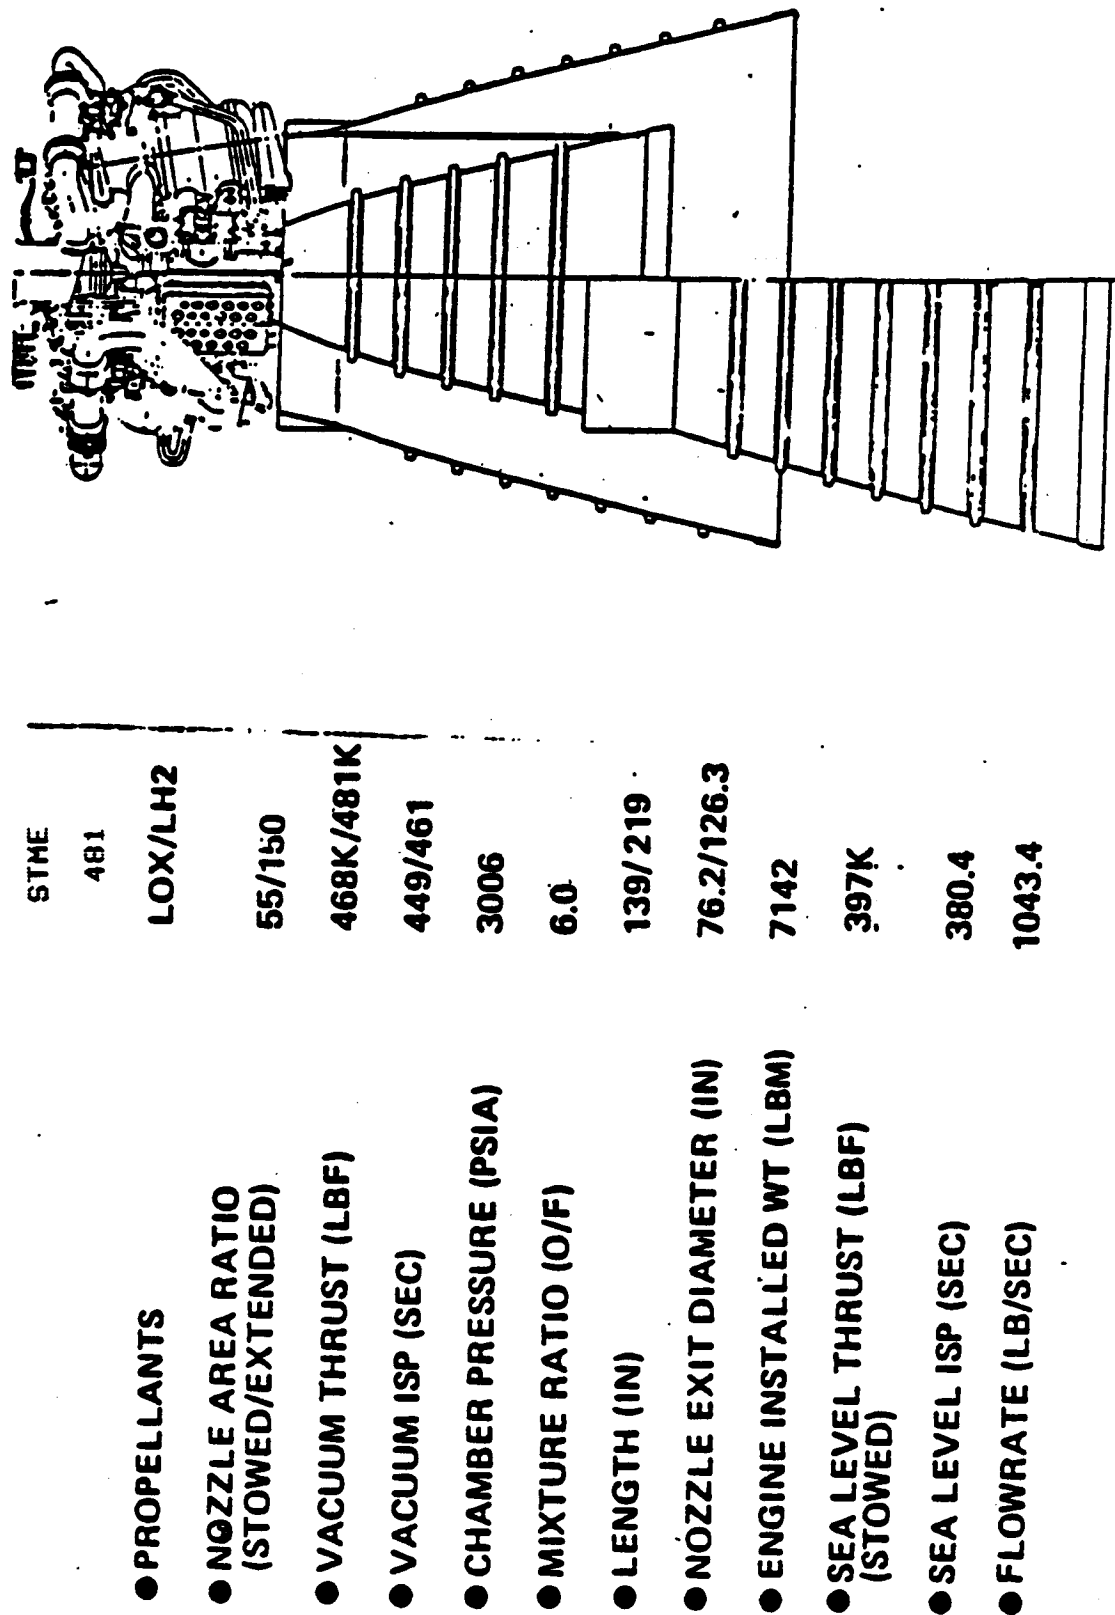 STME
481
● PROPELLANTS LOX/LH2
● NOZZLE AREA RATIO
(STOWED/EXTENDED) 55/150
● VACUUM THRUST (LBF) 468K/481K
● VACUUM ISP (SEC) 449/461
● CHAMBER PRESSURE (PSIA) 3006
● MIXTURE RATIO (O/F) 6.0
● LENGTH (IN) 139/219
● NOZZLE EXIT DIAMETER (IN) 76.2/126.3
● ENGINE INSTALLED WT (LBM) 7142
● SEA LEVEL THRUST (LBF) 397K
(STOWED)
● SEA LEVEL ISP (SEC) 380.4
● FLOWRATE (LB/SEC) 1043.4